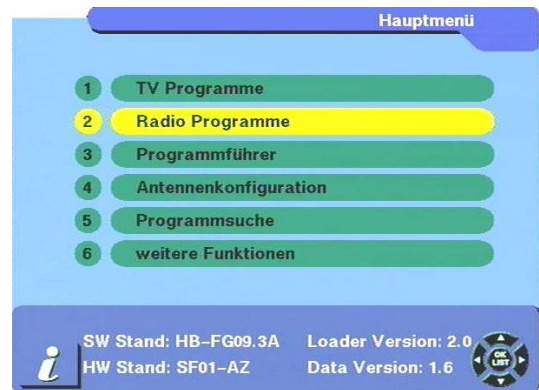 Hauptmenü
1 TV Programme
2 Radio Programme
3 Programmführer
4 Antennenkonfiguration
5 Programmsuche
6 weitere Funktionen
SW Stand: HB-FG09.3A Loader Version: 2.0
HW Stand: SF01-AZ Data Version: 1.6
i
OK
LIST